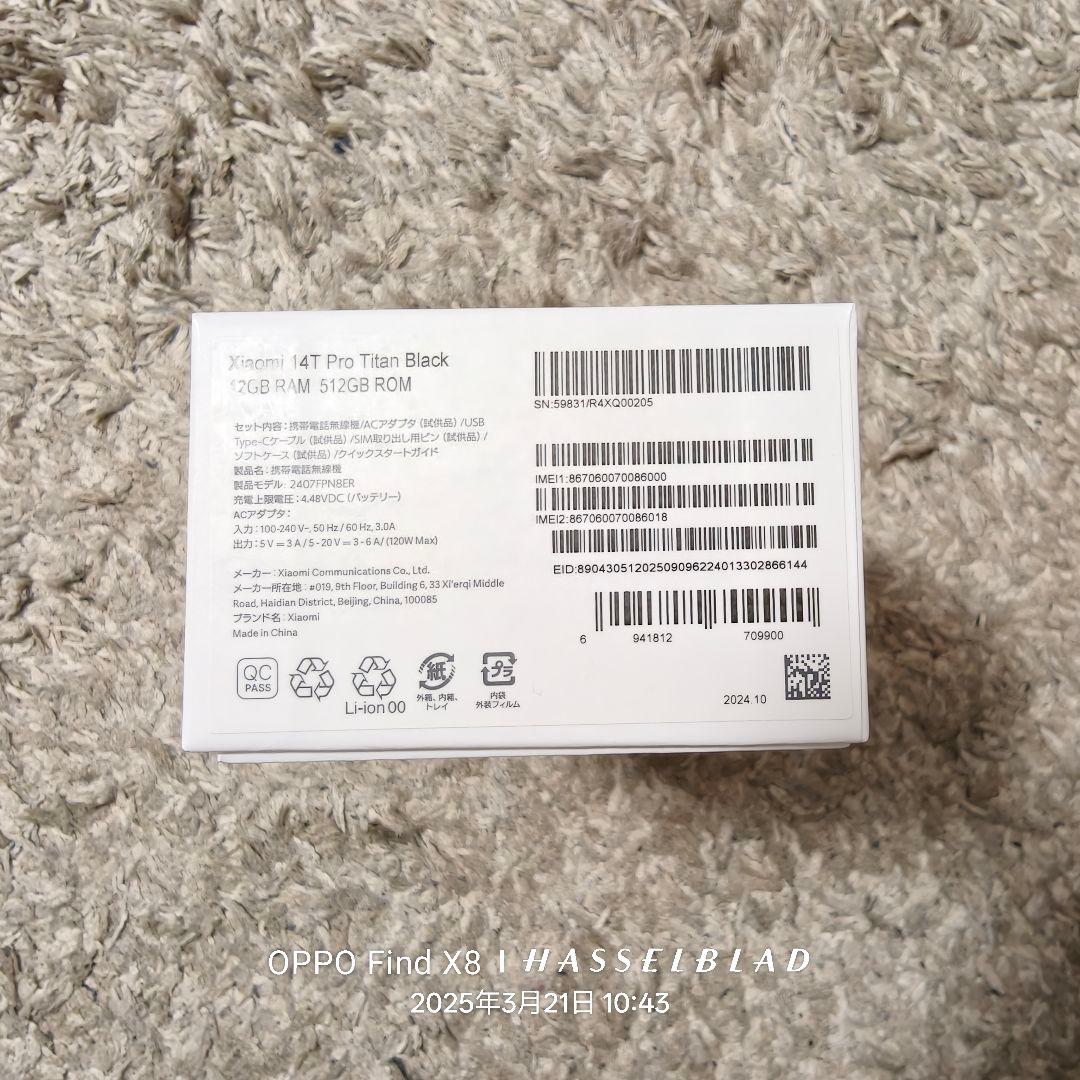 Xiaomi 14T Pro Titan Black
12GB RAM 512GB ROM
セット内容：携帯電話無線機/ACアダプタ（試供品）/USB
Type-Cケーブル（試供品）/SIM取り出し用ピン（試供品）/
ソフトケース（試供品）/クイックスタートガイド
製品名：携帯電話無線機
製品モデル：2407FPN8ER
充電上限電圧：4.48VDC（バッテリー）
ACアダプタ：
入力：100-240 V~, 50 Hz / 60 Hz, 3.0A
出力：5 V = 3 A / 5 - 20 V = 3 - 6 A/ (120W Max)
メーカー：Xiaomi Communications Co., Ltd.
メーカー所在地：#019, 9th Floor, Building 6, 33 Xi'erqi Middle
Road, Haidian District, Beijing, China, 100085
ブランド名：Xiaomi
Made in China
QC
PASS
Li-ion 00
紙
外箱、内箱、
トレイ
プラ
内袋
外装フィルム
SN:59831/R4XQ00205
IMEI1:867060070086000
IMEI2:867060070086018
EID:89043051202509096224013302866144
6 941812 709900
2024.10
OPPO Find X8 | HASSELBLAD
2025年3月21日 10:43